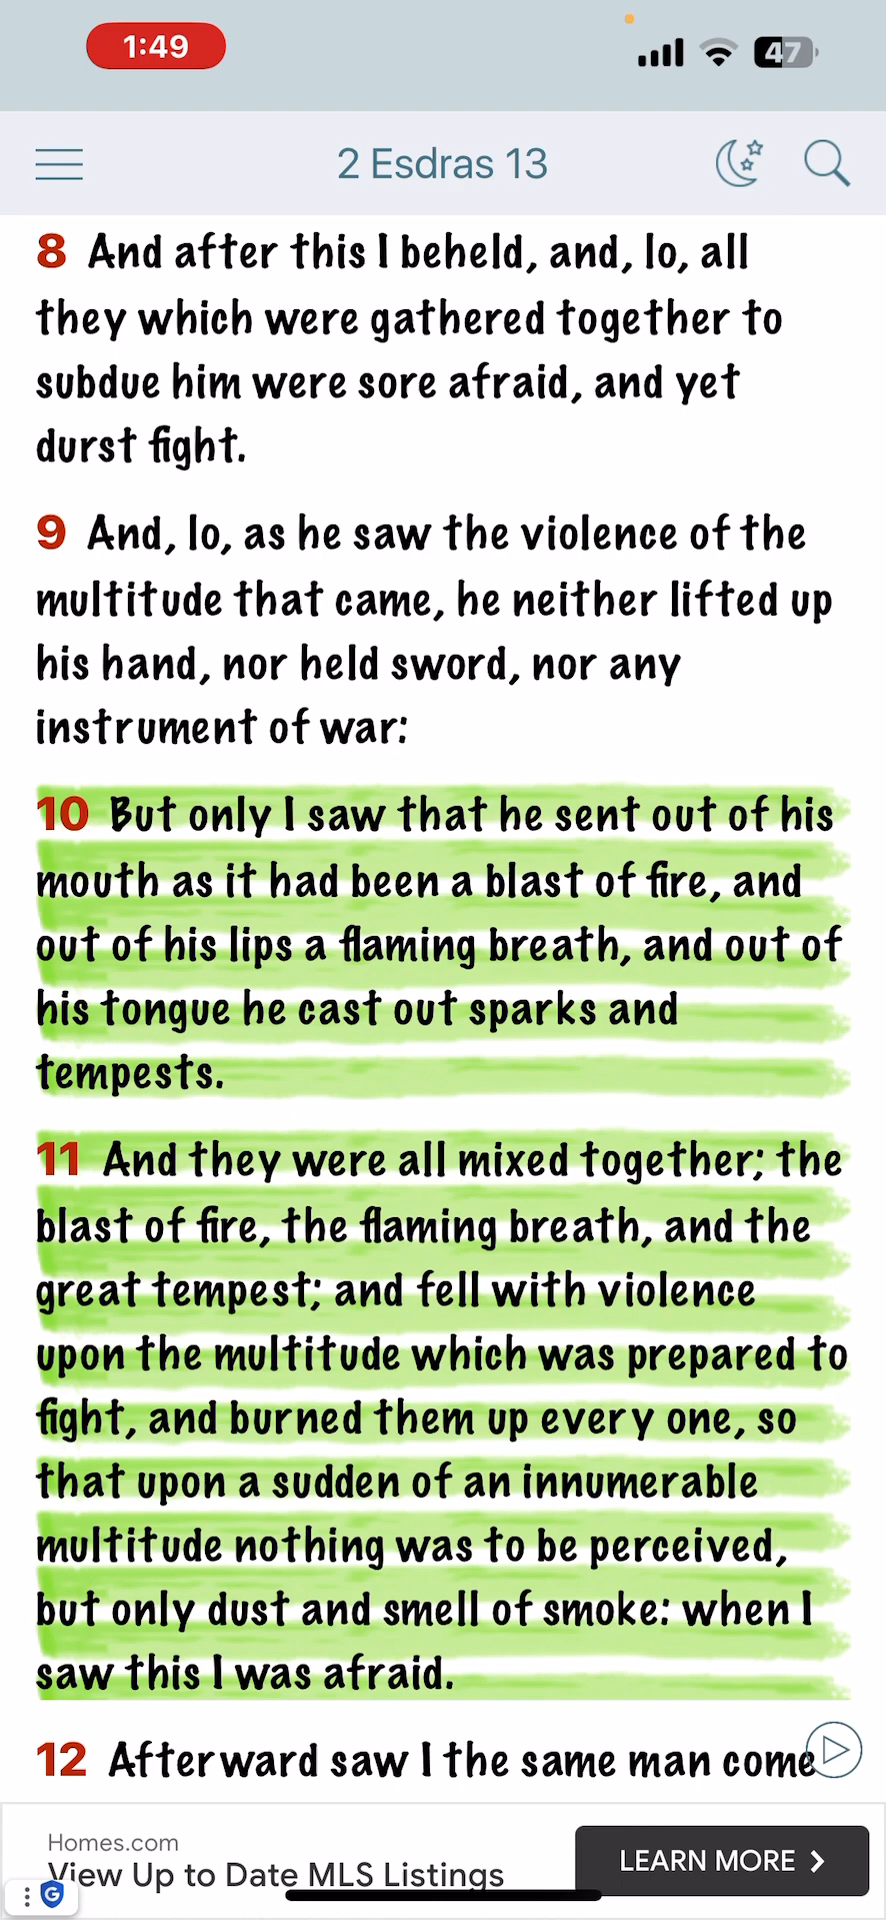 1:49
47
2 Esdras 13
8 And after this I beheld, and, lo, all
they which were gathered together to
subdue him were sore afraid, and yet
durst fight.
9 And, lo, as he saw the violence of the
multitude that came, he neither lifted up
his hand, nor held sword, nor any
instrument of war:
10 But only I saw that he sent out of his
mouth as it had been a blast of fire, and
out of his lips a flaming breath, and out of
his tongue he cast out sparks and
tempests.
11 And they were all mixed together; the
blast of fire, the flaming breath, and the
great tempest; and fell with violence
upon the multitude which was prepared to
fight, and burned them up every one, so
that upon a sudden of an innumerable
multitude nothing was to be perceived,
but only dust and smell of smoke: when I
saw this I was afraid.
12 Afterward saw I the same man come
Homes.com
View Up to Date MLS Listings
LEARN MORE
G